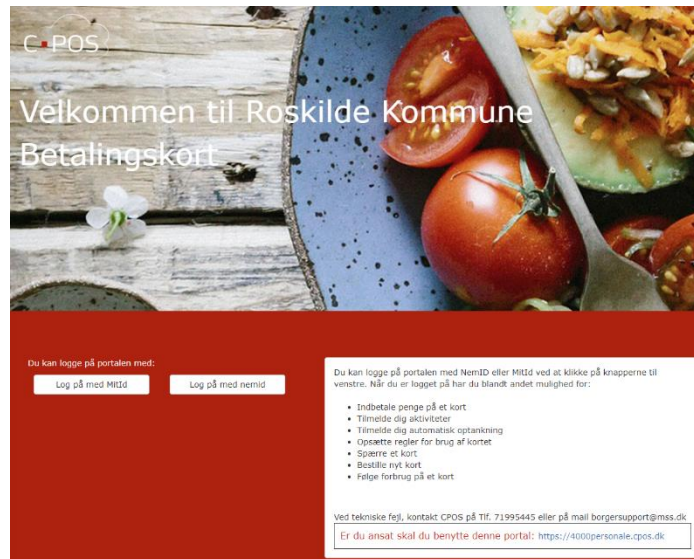 C•POS
Velkommen til Roskilde Kommune
Betalingskort
Du kan logge på portalen med:
Log på med MitId
Log på med nemid
Du kan logge på portalen med NemID eller MitId ved at klikke på knapperne til
venstre. Når du er logget på har du blandt andet mulighed for:
• Indbetale penge på et kort
• Tilmelde dig aktiviteter
• Tilmelde dig automatisk optankning
• Opsætte regler for brug af kortet
• Spærre et kort
• Bestille nyt kort
• Følge forbrug på et kort
Ved tekniske fejl, kontakt CPOS på Tlf. 71995445 eller på mail borgersupport@mss.dk
Er du ansat skal du benytte denne portal: https://4000personale.cpos.dk